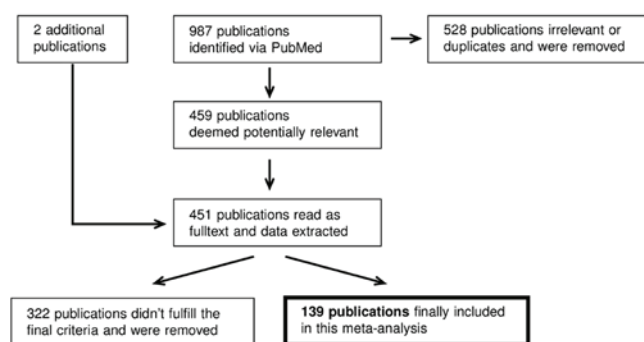 2 additional
publications
987 publications
identified via PubMed
528 publications irrelevant or
duplicates and were removed
459 publications
deemed potentially relevant
451 publications read as
fulltext and data extracted
322 publications didn't fulfill the
final criteria and were removed
139 publications finally included
in this meta-analysis